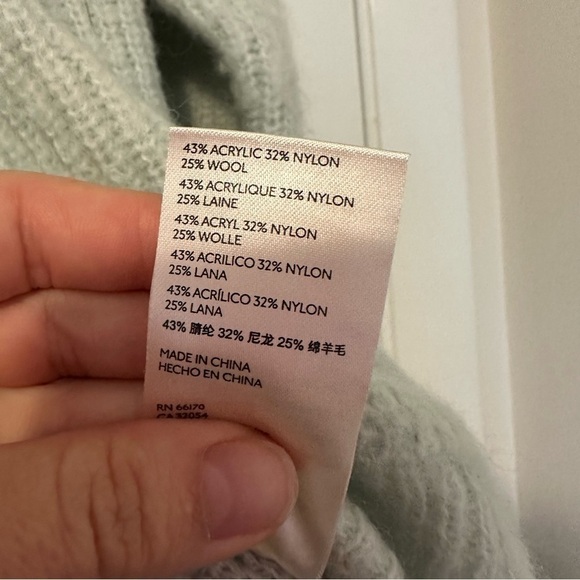 43% ACRYLIC 32% NYLON
25% WOOL
43% ACRYLIQUE 32% NYLON
25% LAINE
43% ACRYL 32% NYLON
25% WOLLE
43% ACRILICO 32% NYLON
25% LANA
43% ACRÍLICO 32% NYLON
25% LANA
43% 腈纶 32% 尼龙 25% 绵羊毛
MADE IN CHINA
HECHO EN CHINA
RN 66170
CA 32054